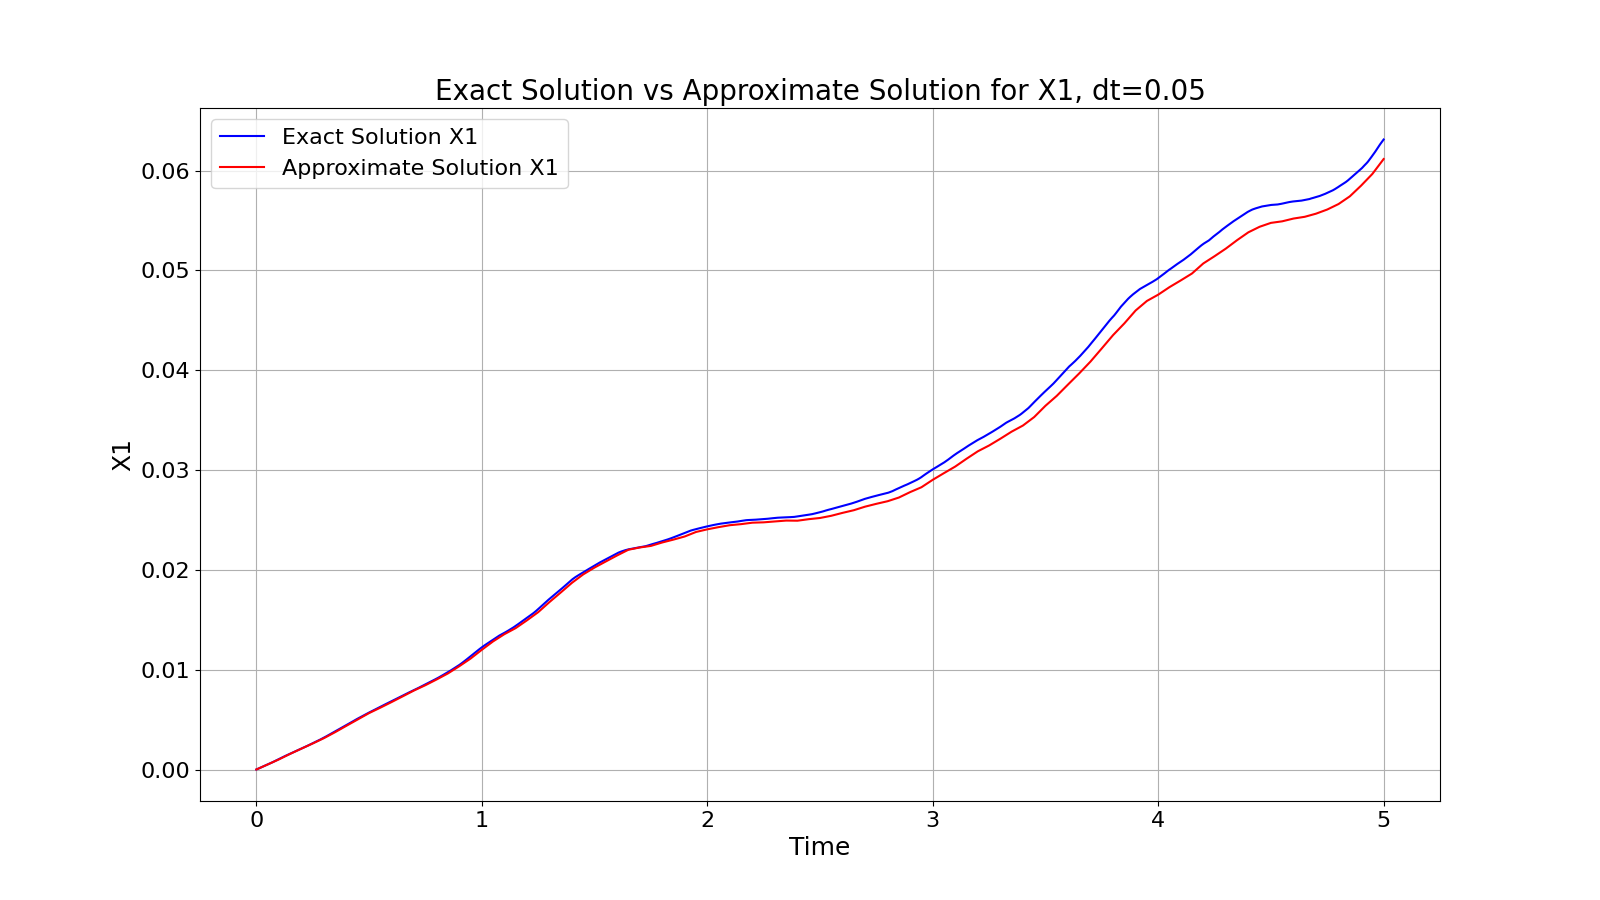 Exact Solution vs Approximate Solution for X1, dt=0.05
Exact Solution X1
Approximate Solution X1
0.06
0.05
0.04
0.03
0.02
0.01
0.00
X1
0 1 2 3 4 5
Time